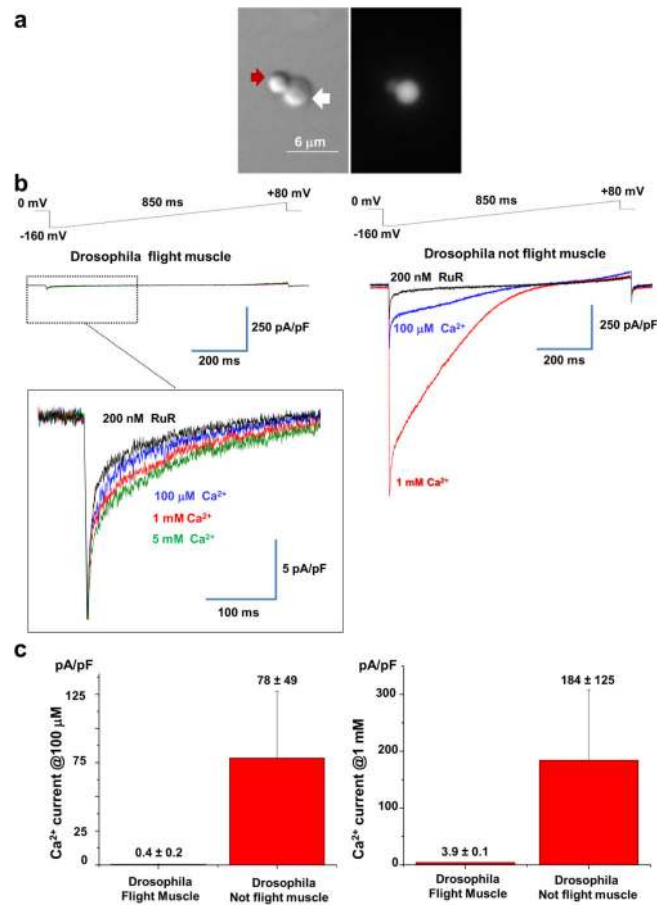 a
6 μm
b
0 mV
850 ms
+80 mV
-160 mV
Drosophila flight muscle
250 pA/pF
200 ms
200 nM RuR
100 μM Ca²⁺
1 mM Ca²⁺
5 mM Ca²⁺
5 pA/pF
100 ms
0 mV
850 ms
+80 mV
-160 mV
Drosophila not flight muscle
200 nM RuR
100 μM Ca²⁺
250 pA/pF
200 ms
1 mM Ca²⁺
c
pA/pF
Ca²⁺ current @100 μM
125
75
25
0
78 ± 49
0.4 ± 0.2
Drosophila
Flight Muscle
Drosophila
Not flight muscle
pA/pF
Ca²⁺ current @1 mM
300
200
100
0
184 ± 125
3.9 ± 0.1
Drosophila
Flight Muscle
Drosophila
Not flight muscle